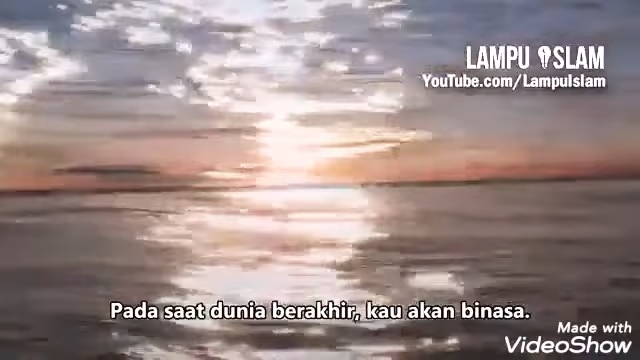 LAMPU ISLAM
YouTube.com/LampuIslam
Pada saat dunia berakhir, kau akan binasa.
Made with
VideoShow